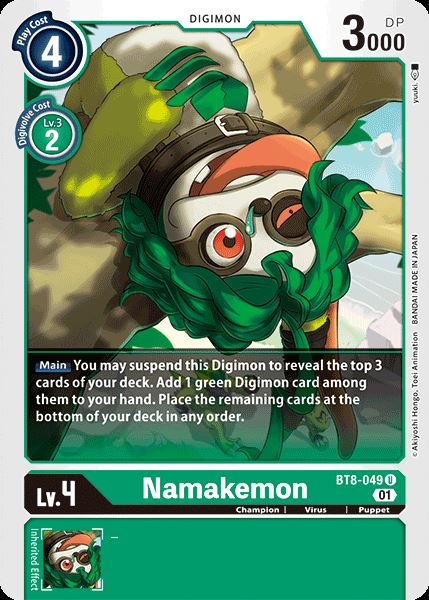 Play Cost
4
DIGIMON
DP
3000
Digivolve Cost
Lv.3
2
yuuki.
Main You may suspend this Digimon to reveal the top 3
cards of your deck. Add 1 green Digimon card among
them to your hand. Place the remaining cards at the
bottom of your deck in any order.
©Akiyoshi Hongo, Toei Animation BANDAI MADE IN JAPAN
Lv.4
Namakemon
BT8-049 U
01
Champion | Virus | Puppet
Inherited Effect
–